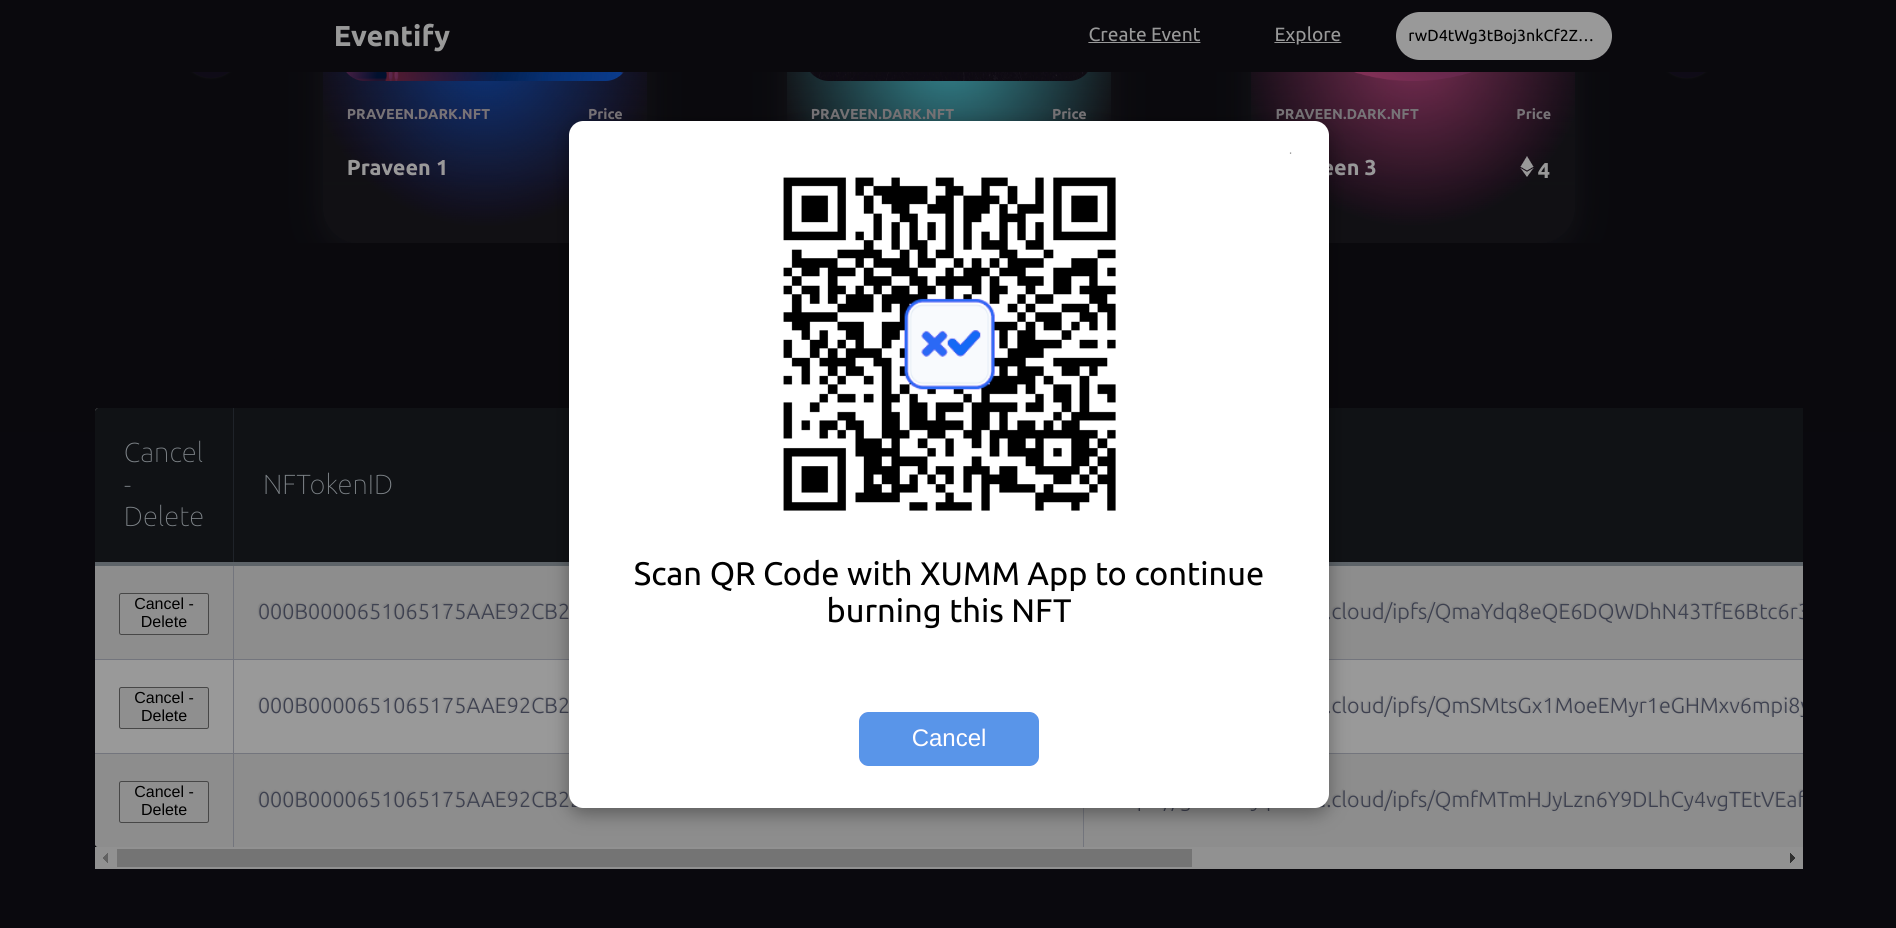 Eventify
Create Event
Explore
rwD4tWg3tBoj3nkCf2Z...
PRAVEEN.DARK.NFT
Price
PRAVEEN.DARK.NFT
Price
PRAVEEN.DARK.NFT
Price
Praveen 1
een 3
4
Scan QR Code with XUMM App to continue
burning this NFT
Cancel
Cancel
-
Delete
NFTokenID
Cancel -
Delete
000B0000651065175AAE92CB2
.cloud/ipfs/QmaYdq8eQE6DQWDhN43TfE6Btc6r3
Cancel -
Delete
000B0000651065175AAE92CB2
.cloud/ipfs/QmSMtsGx1MoeEMyr1eGHMxv6mpi8y
Cancel -
Delete
000B0000651065175AAE92CB2
.cloud/ipfs/QmfMTmHJyLzn6Y9DLhCy4vgTEtVEaf